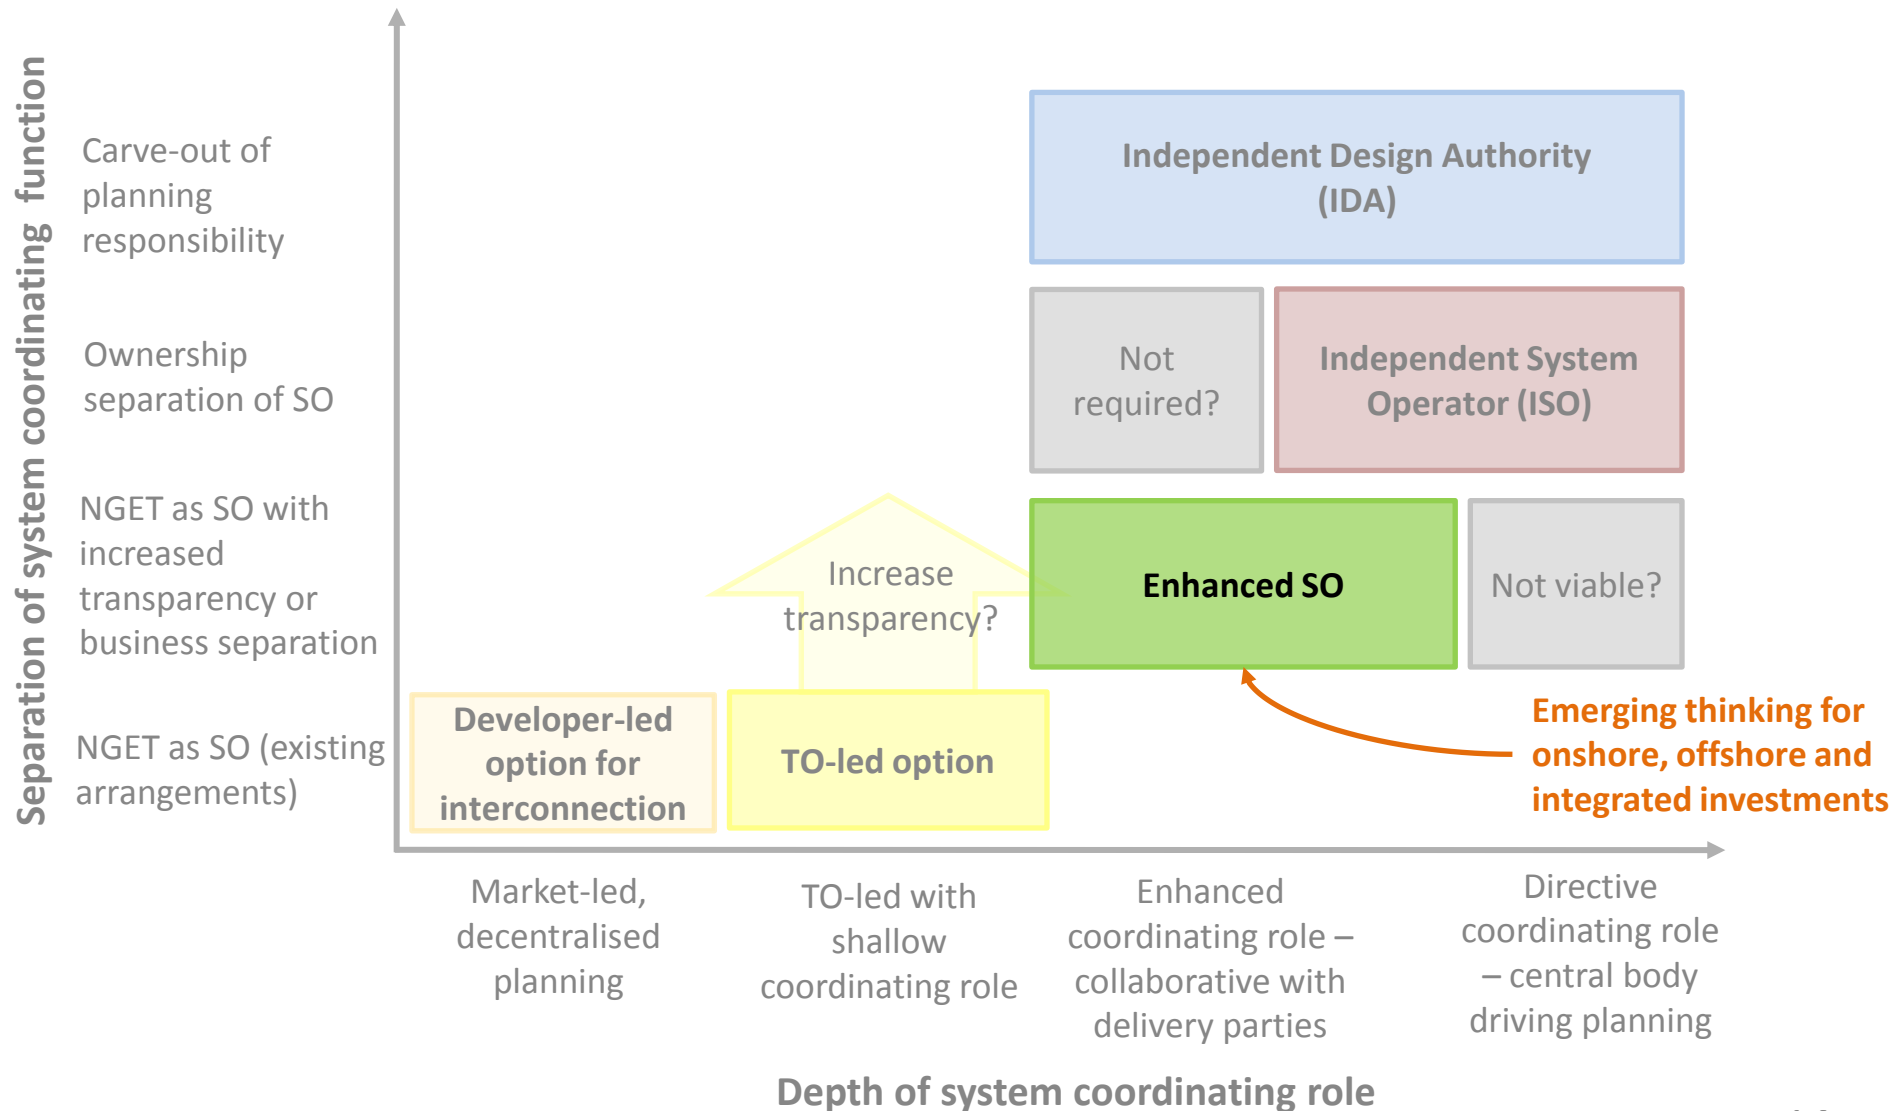 Separation of system coordinating function
Carve-out of
planning
responsibility
Ownership
separation of SO
NGET as SO with
increased
transparency or
business separation
NGET as SO (existing
arrangements)
Independent Design Authority
(IDA)
Not
required?
Independent System
Operator (ISO)
Increase
transparency?
Enhanced SO
Not viable?
Developer-led
option for
interconnection
TO-led option
Emerging thinking for
onshore, offshore and
integrated investments
Market-led,
decentralised
planning
TO-led with
shallow
coordinating role
Enhanced
coordinating role –
collaborative with
delivery parties
Directive
coordinating role
– central body
driving planning
Depth of system coordinating role